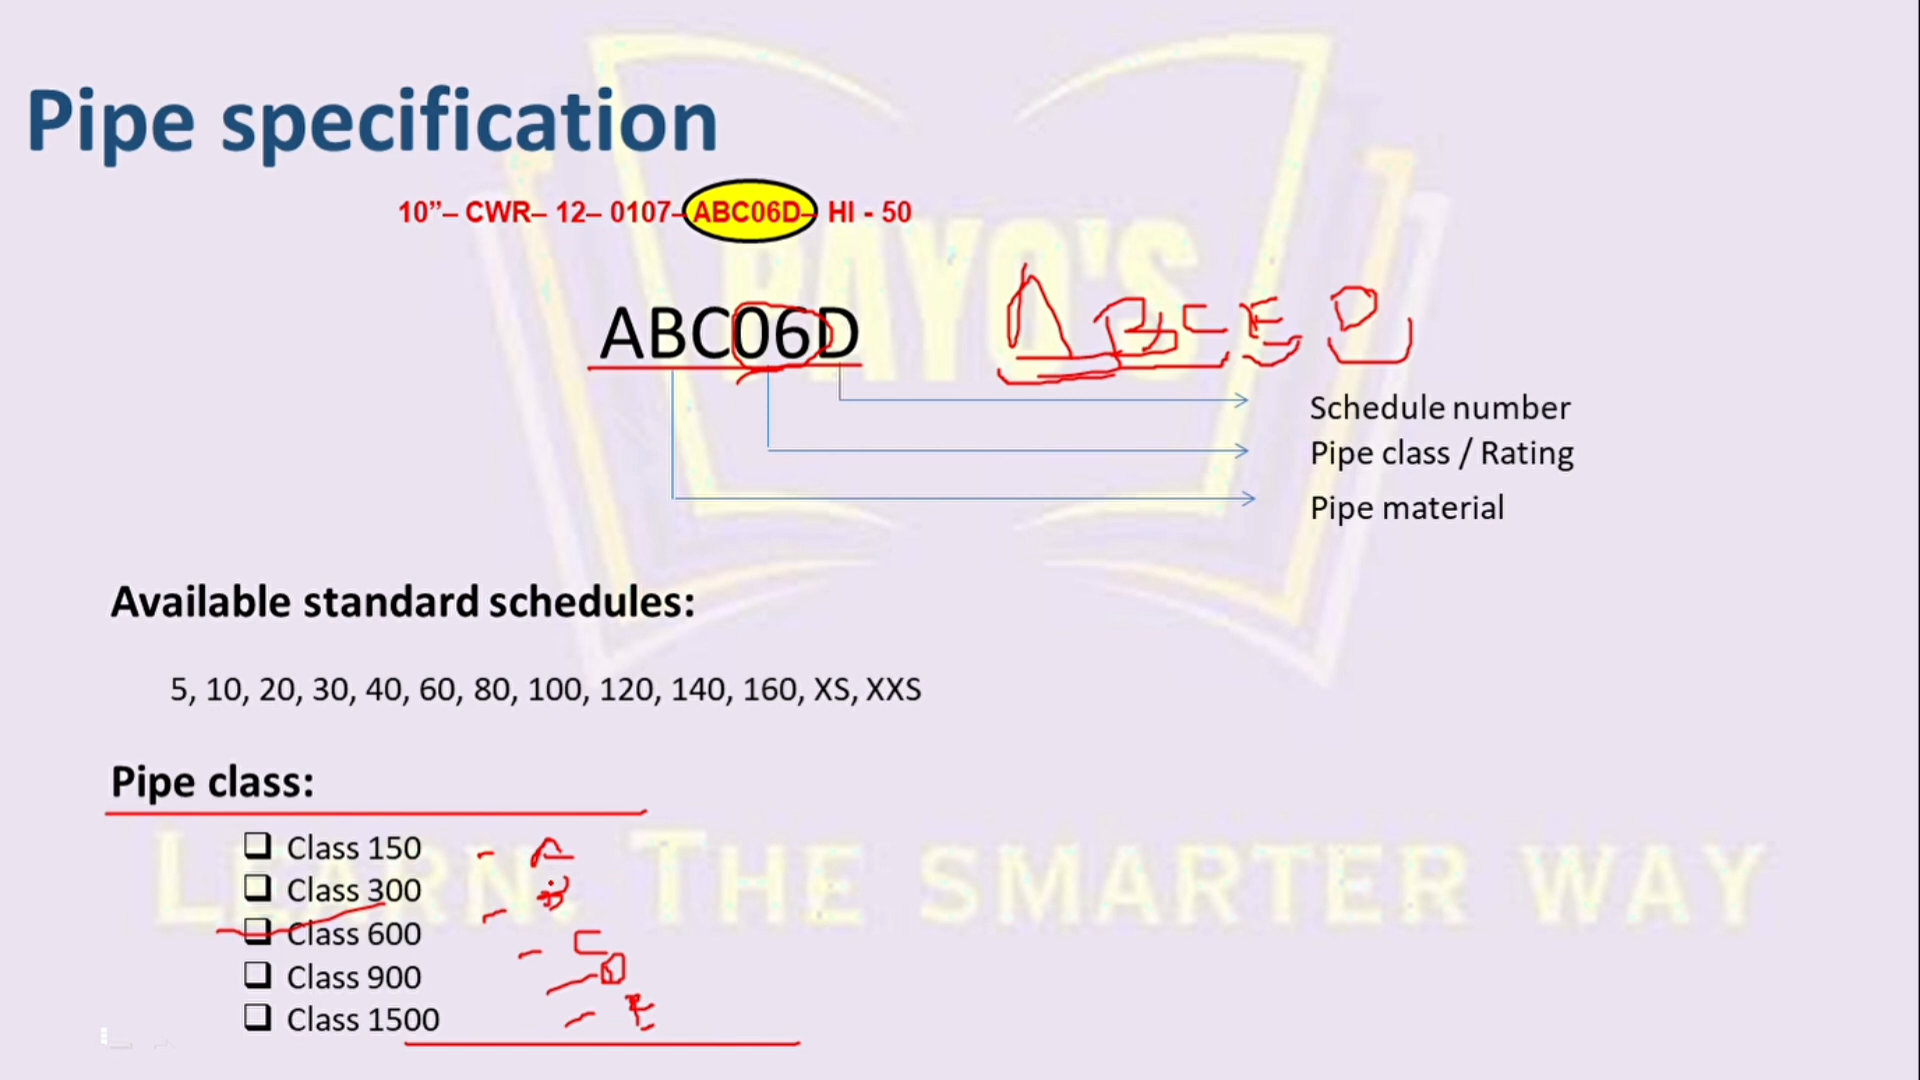 Pipe specification
10”– CWR– 12– 0107–ABC06D– HI - 50
ABC06D
A BC E D
Schedule number
Pipe class / Rating
Pipe material
Available standard schedules:
5, 10, 20, 30, 40, 60, 80, 100, 120, 140, 160, XS, XXS
Pipe class:
Class 150 - A
Class 300 - B
Class 600 - C
Class 900 - D
Class 1500 - E
PAYO'S
LEARN. THE SMARTER WAY